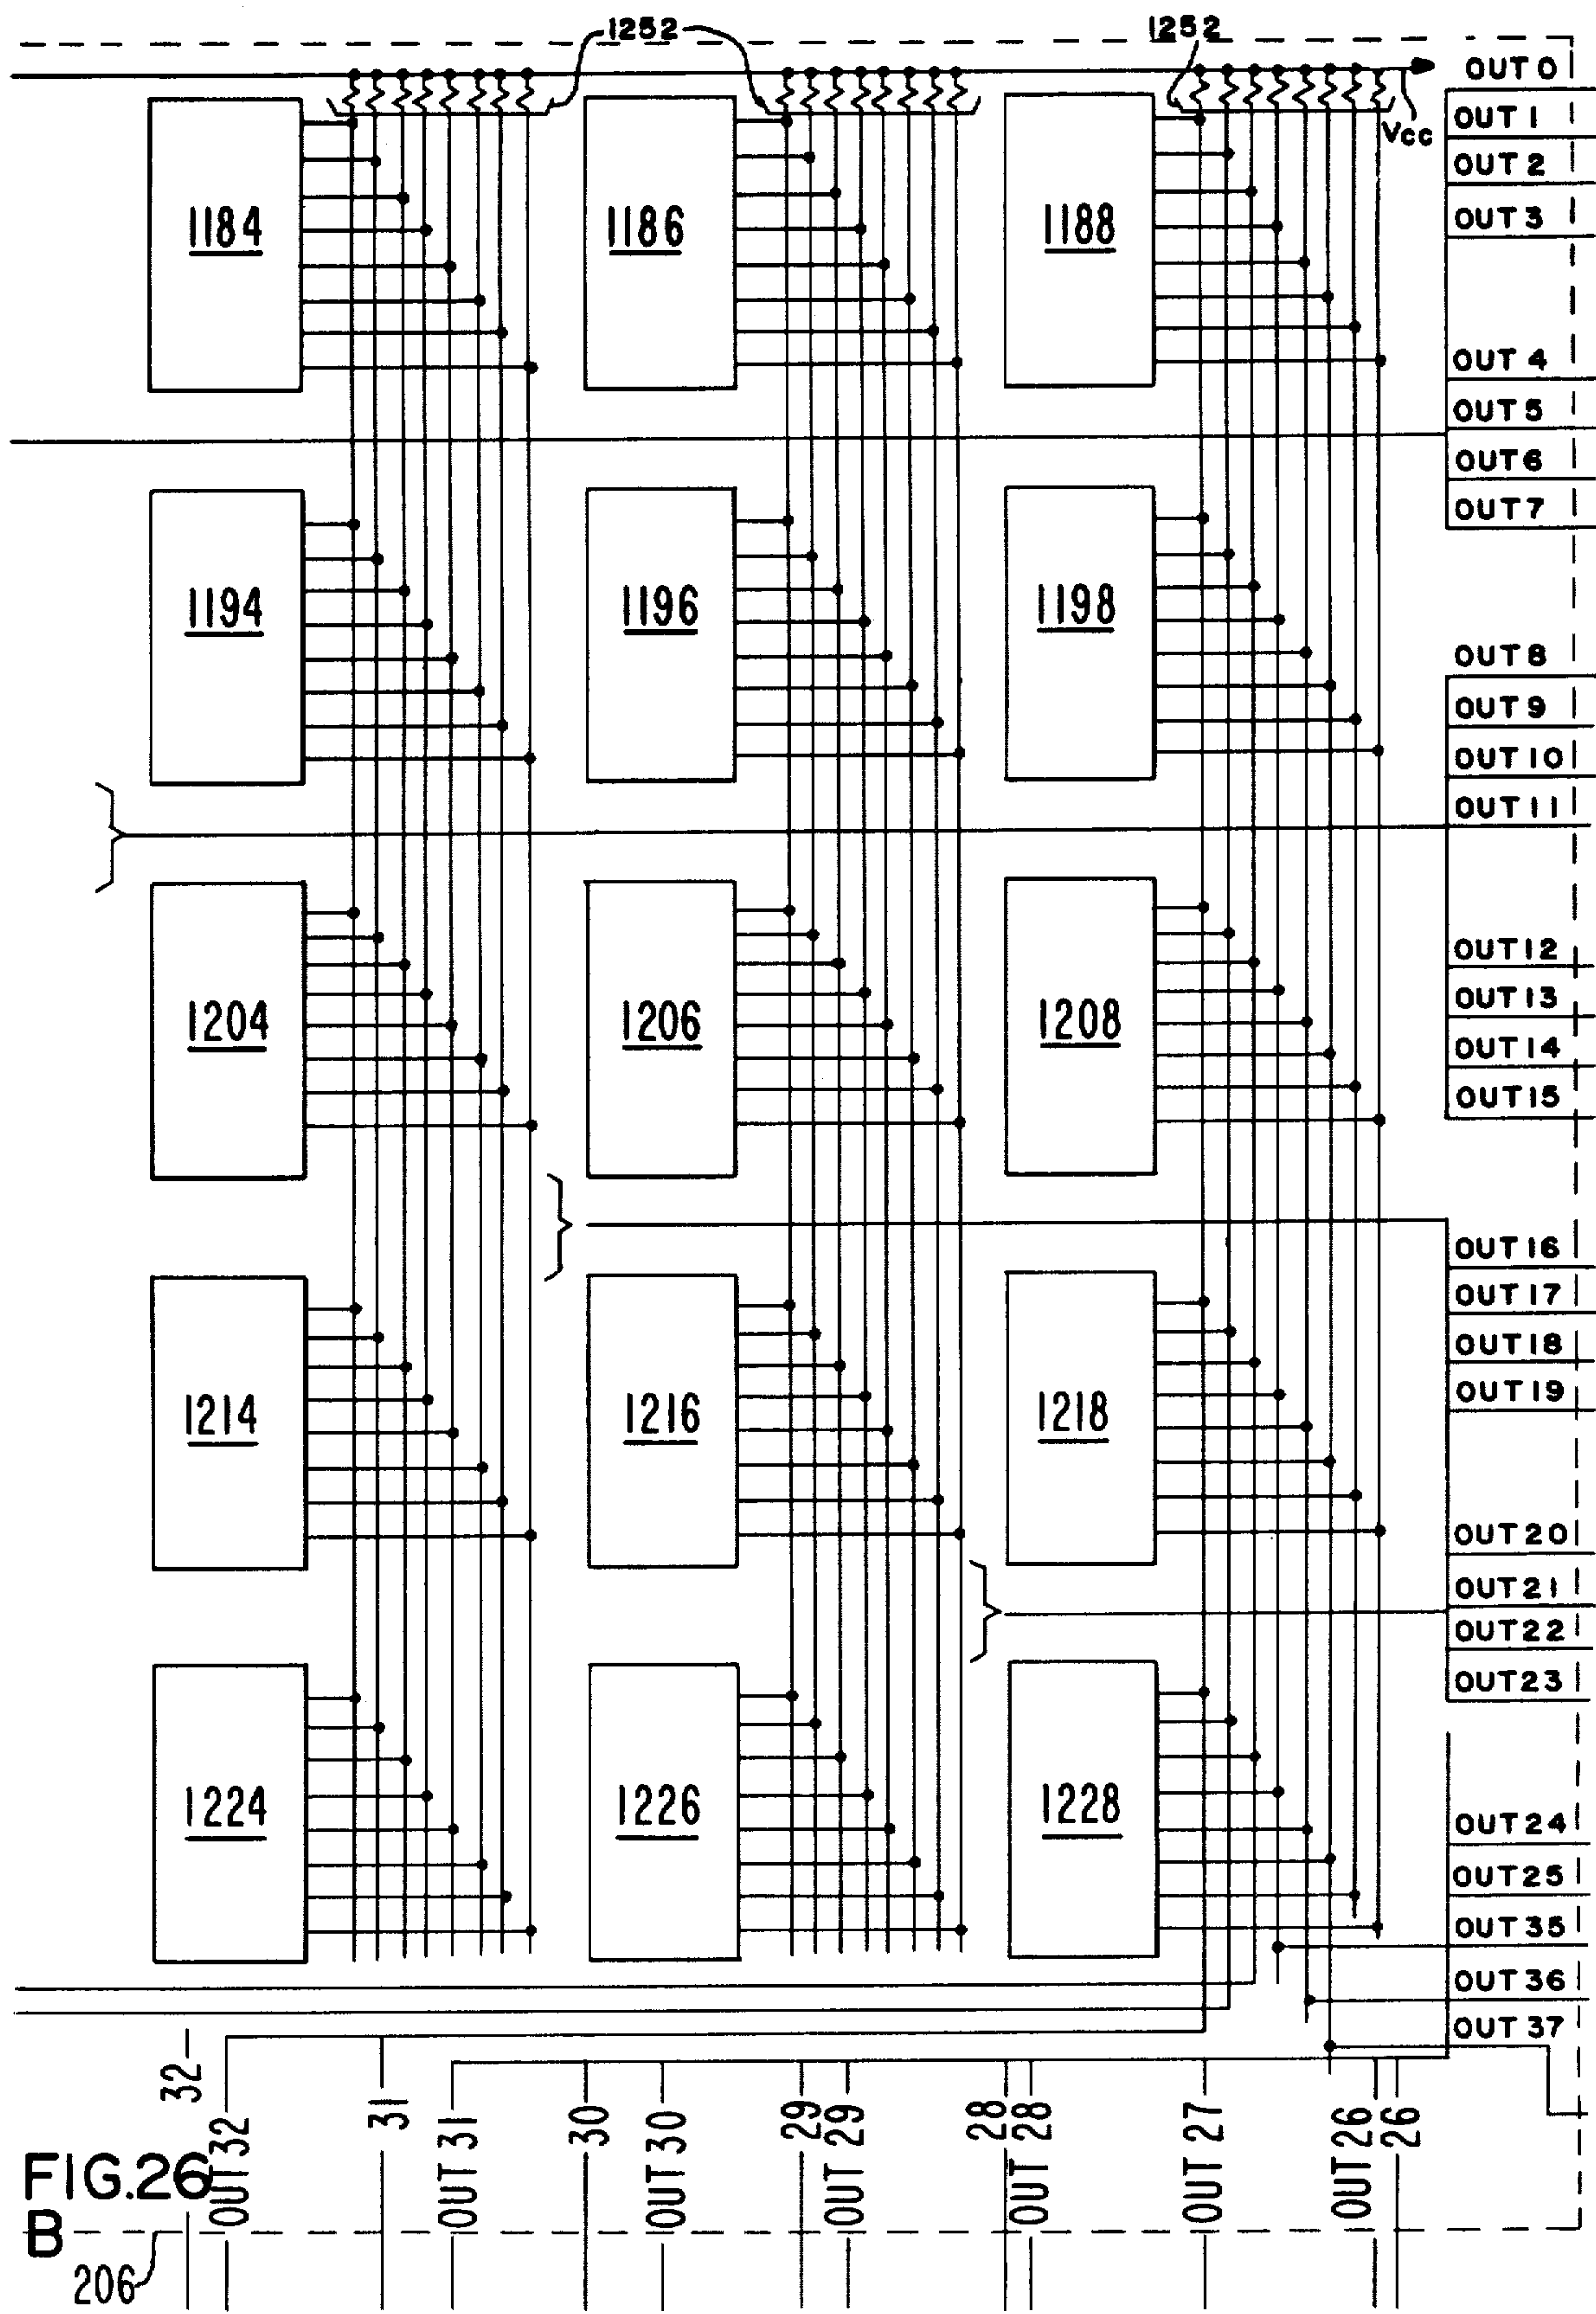 1252
1252
OUT 0
Vcc
OUT 1
OUT 2
OUT 3
1184
1186
1188
OUT 4
OUT 5
OUT 6
OUT 7
1194
1196
1198
OUT 8
OUT 9
OUT 10
OUT 11
OUT 12
1204
1206
1208
OUT 13
OUT 14
OUT 15
OUT 16
OUT 17
OUT 18
OUT 19
1214
1216
1218
OUT 20
OUT 21
OUT 22
OUT 23
1224
1226
1228
OUT 24
OUT 25
OUT 35
OUT 36
OUT 37
32
OUT 32
31
OUT 31
30
OUT 30
29
OUT 29
28
OUT 28
OUT 27
OUT 26
26
FIG.26
B
206